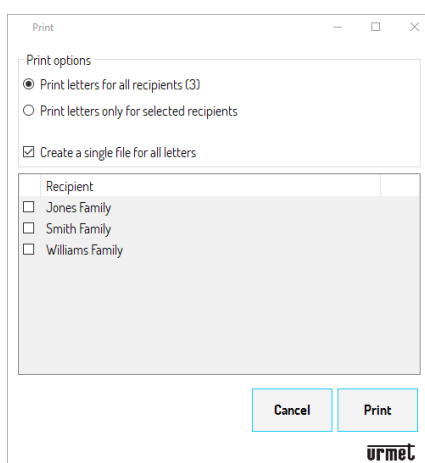 Print
Print options
Print letters for all recipients (3)
Print letters only for selected recipients
Create a single file for all letters
Recipient
Jones Family
Smith Family
Williams Family
Cancel Print
urmet